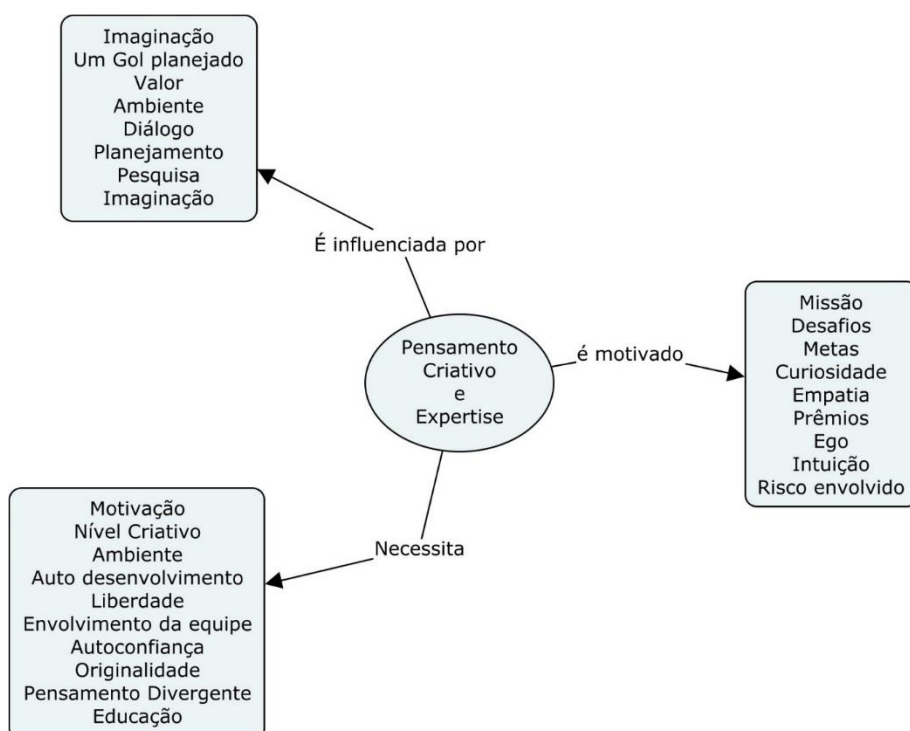 Imaginação
Um Gol planejado
Valor
Ambiente
Diálogo
Planejamento
Pesquisa
Imaginação
É influenciada por
Pensamento
Criativo
e
Expertise
é motivado
Missão
Desafios
Metas
Curiosidade
Empatia
Prêmios
Ego
Intuição
Risco envolvido
Necessita
Motivação
Nível Criativo
Ambiente
Auto desenvolvimento
Liberdade
Envolvimento da equipe
Autoconfiança
Originalidade
Pensamento Divergente
Educação